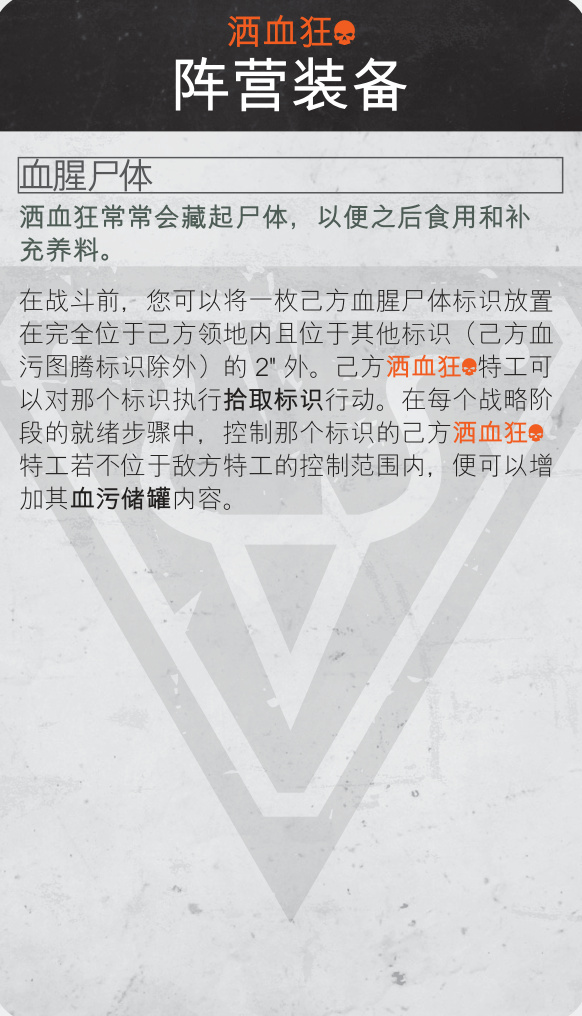 洒血狂
阵营装备
血腥尸体
洒血狂常常会藏起尸体，以便之后食用和补
充养料。
在战斗前，您可以将一枚己方血腥尸体标识放置
在完全位于己方领地内且位于其他标识（己方血
污图腾标识除外）的 2" 外。己方洒血狂特工可
以对那个标识执行拾取标识行动。在每个战略阶
段的就绪步骤中，控制那个标识的己方洒血狂
特工若不位于敌方特工的控制范围内，便可以增
加其血污储罐内容。